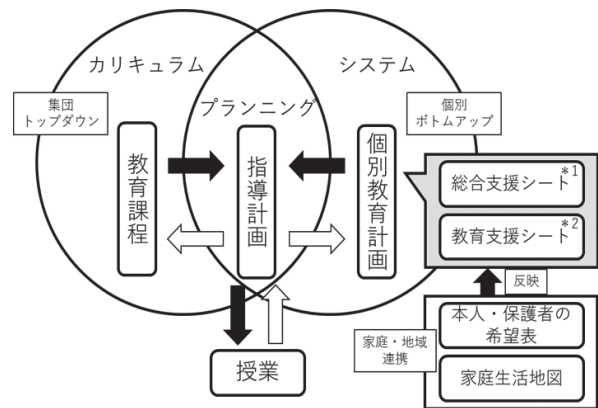 カリキュラム
システム
集団
トップダウン
プランニング
個別
ボトムアップ
教育課程
指導計画
個別教育計画
総合支援シート*1
教育支援シート*2
反映
本人・保護者の
希望表
家庭・地域
連携
家庭生活地図
授業